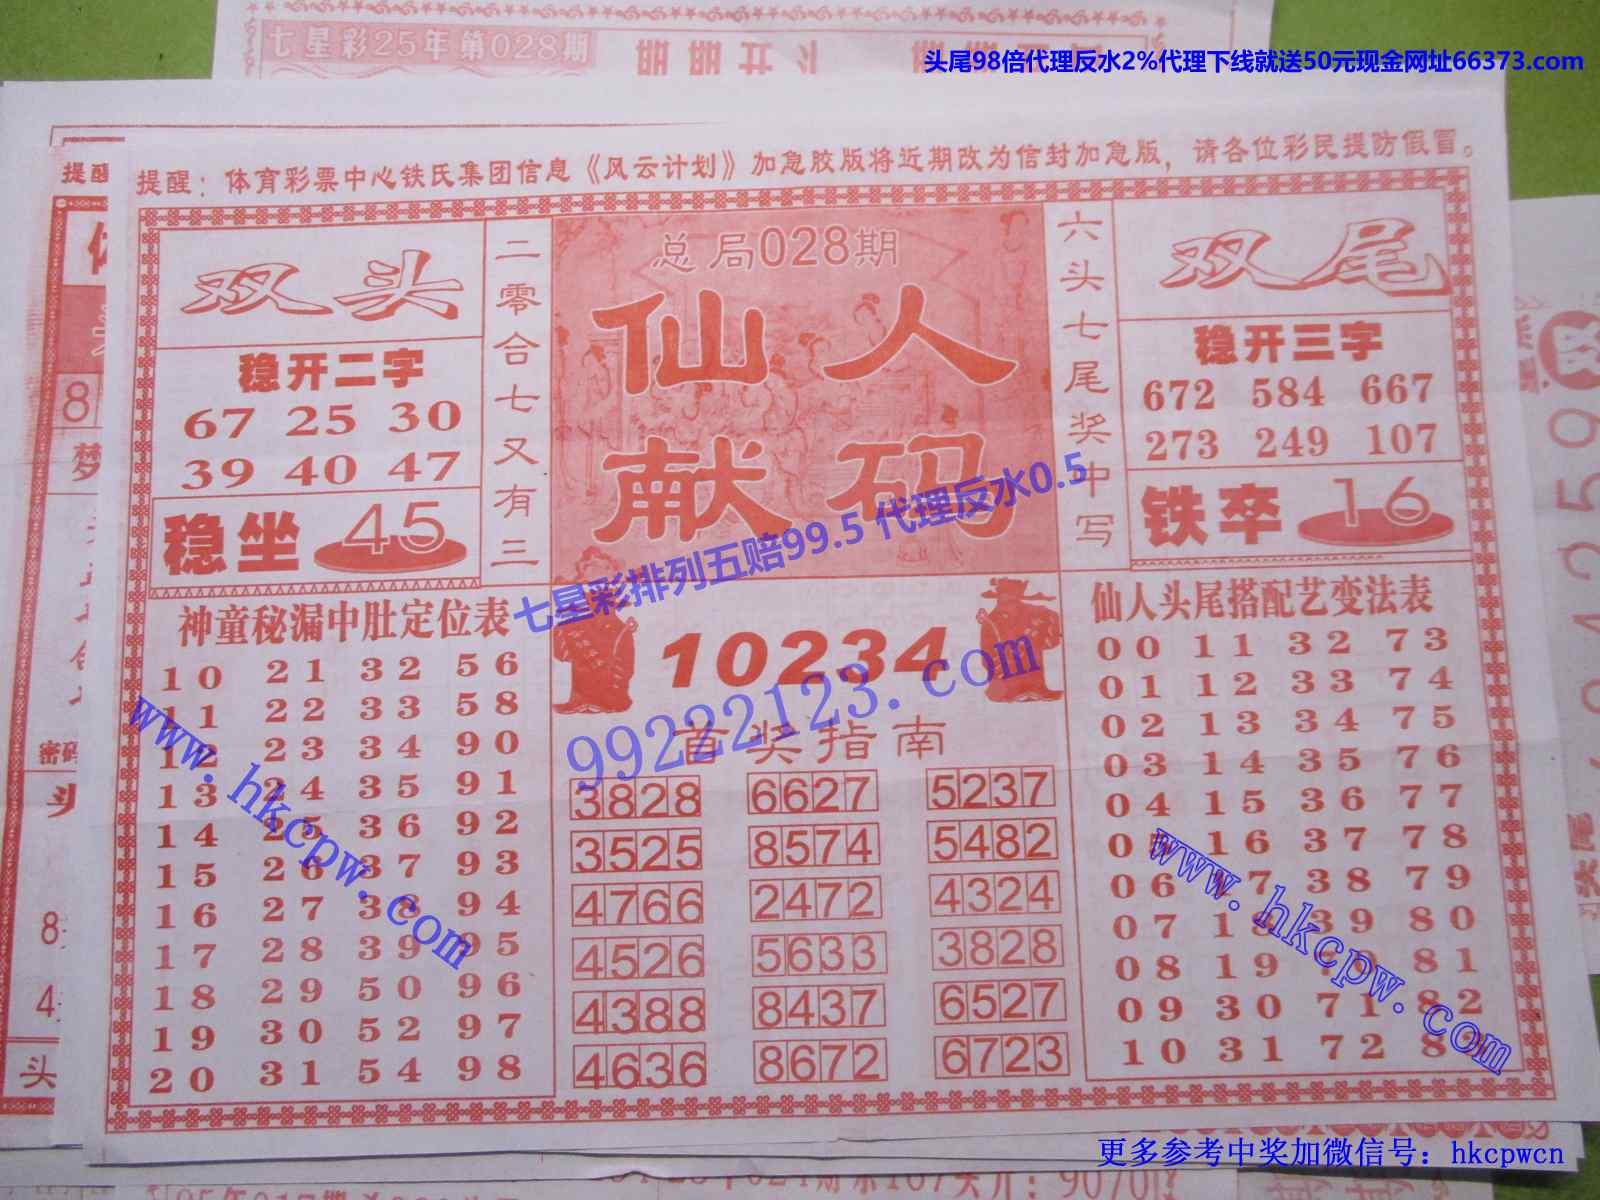 七星彩25年第028期
头尾98倍代理反水2%代理下线就送50元现金网址66373.com
提醒：体育彩票中心铁氏集团信息《风云计划》加急胶版将近期改为信封加急版，请各位彩民提防假冒。
双头
稳开二字
67 25 30
39 40 47
稳坐 45
二零合七又有三
总局028期
仙人
献码
六头七尾奖中写
双尾
稳开三字
672 584 667
273 249 107
铁卒 16
七星彩排列五赔99.5 代理反水0.5
神童秘漏中肚定位表
10 21 32 56
11 22 33 58
12 23 34 90
13 24 35 91
14 25 36 92
15 26 37 93
16 27 38 94
17 28 39 95
18 29 50 96
19 30 52 97
20 31 54 98
www.hkcpw.com
10234
99222123.com
首奖指南
3828 6627 5237
3525 8574 5482
4766 2472 4324
4526 5633 3828
4388 8437 6527
4636 8672 6723
仙人头尾搭配艺变法表
00 11 32 73
01 12 33 74
02 13 34 75
03 14 35 76
04 15 36 77
05 16 37 78
06 17 38 79
07 18 39 80
08 19 81
09 30 71 82
10 31 72
www.hkcpw.com
提醒
8
梦
密码
头
8
4
头
更多参考中奖加微信号：hkcpwcn